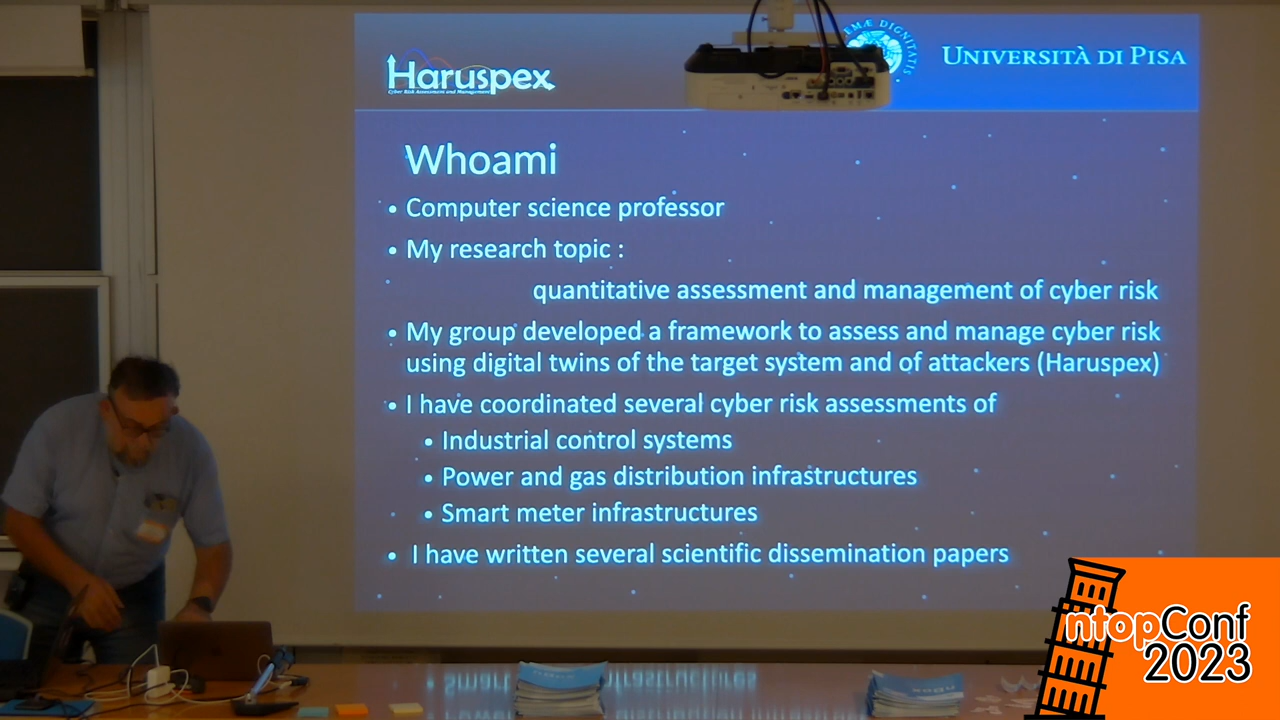 Haruspex
Cyber Risk Assessment and Management
UNIVERSITÀ DI PISA
Whoami
• Computer science professor
• My research topic :
quantitative assessment and management of cyber risk
• My group developed a framework to assess and manage cyber risk
using digital twins of the target system and of attackers (Haruspex)
• I have coordinated several cyber risk assessments of
• Industrial control systems
• Power and gas distribution infrastructures
• Smart meter infrastructures
• I have written several scientific dissemination papers
ntopConf
2023